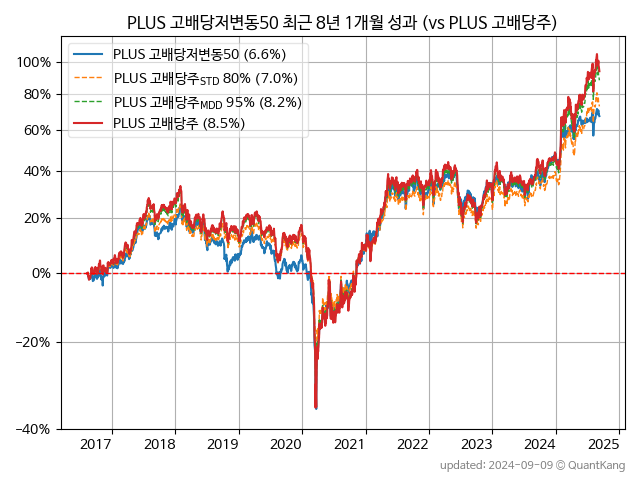 PLUS 고배당저변동50 최근 8년 1개월 성과 (vs PLUS 고배당주)
PLUS 고배당저변동50 (6.6%)
PLUS 고배당주STD 80% (7.0%)
PLUS 고배당주MDD 95% (8.2%)
PLUS 고배당주 (8.5%)
100%
80%
60%
40%
20%
0%
−20%
−40%
2017 2018 2019 2020 2021 2022 2023 2024 2025
updated: 2024-09-09 © QuantKang